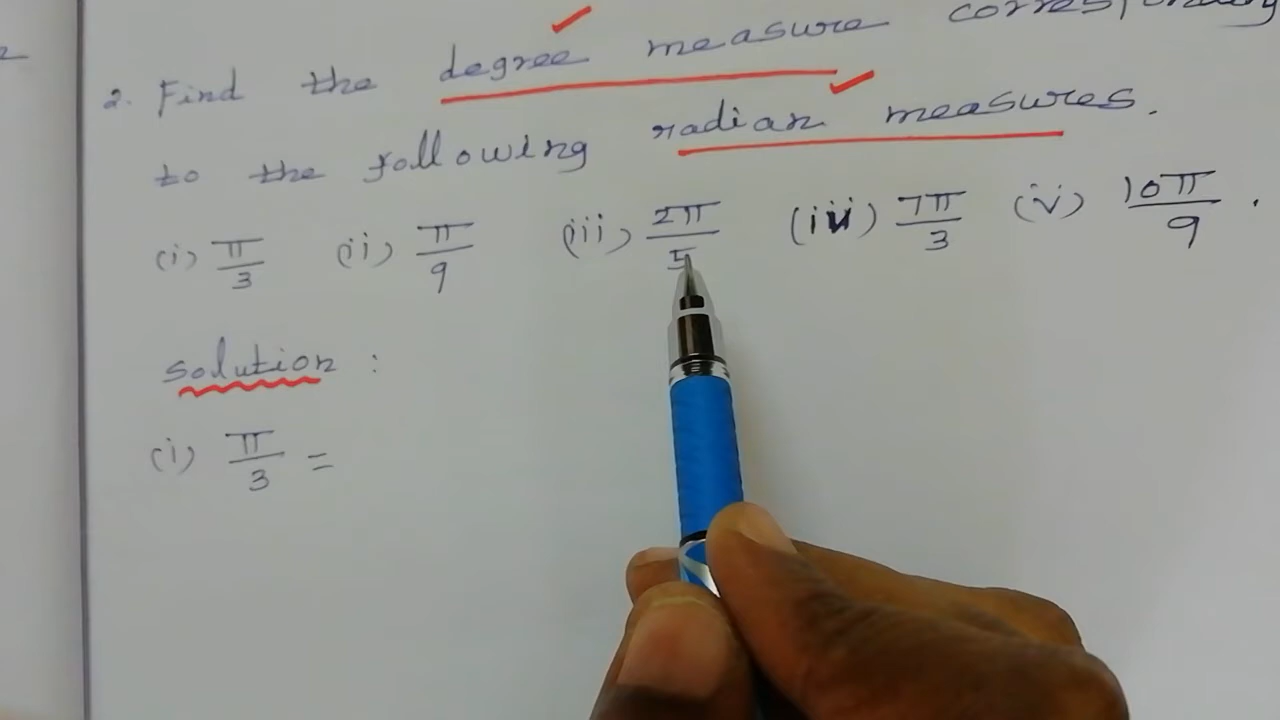 2. Find the degree measure
to the following radian measures.
(i) π/3 (ii) π/9 (iii) 2π/5 (iv) 7π/3 (v) 10π/9 .
Solution :
(i) π/3 =